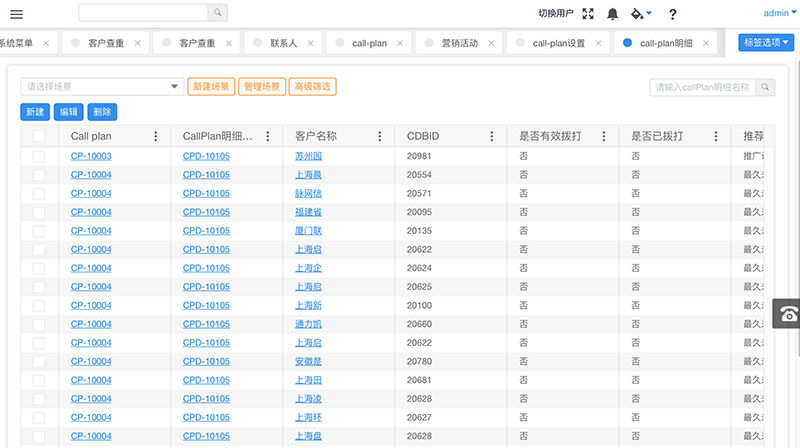 切换用户 ? admin
系统菜单 × 客户查重 × 客户查重 × 联系人 × call-plan × 营销活动 × call-plan设置 × call-plan明细 × 标签选项
请选择场景 新建场景 管理场景 高级筛选 请输入callPlan明细名称
新建 编辑 删除
Call plan CallPlan明细... 客户名称 CDBID 是否有效拨打 是否已拨打 推荐
CP-10003 CPD-10105 苏州园 20981 否 否 推广
CP-10004 CPD-10105 上海晨 20554 否 否 最久
CP-10004 CPD-10105 脉网信 20571 否 否 最久
CP-10004 CPD-10105 福建省 20095 否 否 最久
CP-10004 CPD-10105 厦门联 20135 否 否 最久
CP-10004 CPD-10105 上海启 20622 否 否 最久
CP-10004 CPD-10105 上海企 20624 否 否 最久
CP-10004 CPD-10105 上海启 20625 否 否 最久
CP-10004 CPD-10105 上海新 20100 否 否 最久
CP-10004 CPD-10105 通力凯 20660 否 否 最久
CP-10004 CPD-10105 上海启 20622 否 否 最久
CP-10004 CPD-10105 安徽是 20780 否 否 最久
CP-10004 CPD-10105 上海田 20681 否 否 最久
CP-10004 CPD-10105 上海凌 20628 否 否 最久
CP-10004 CPD-10105 上海环 20627 否 否 最久
CP-10004 CPD-10105 上海盘 20628 否 否 最久